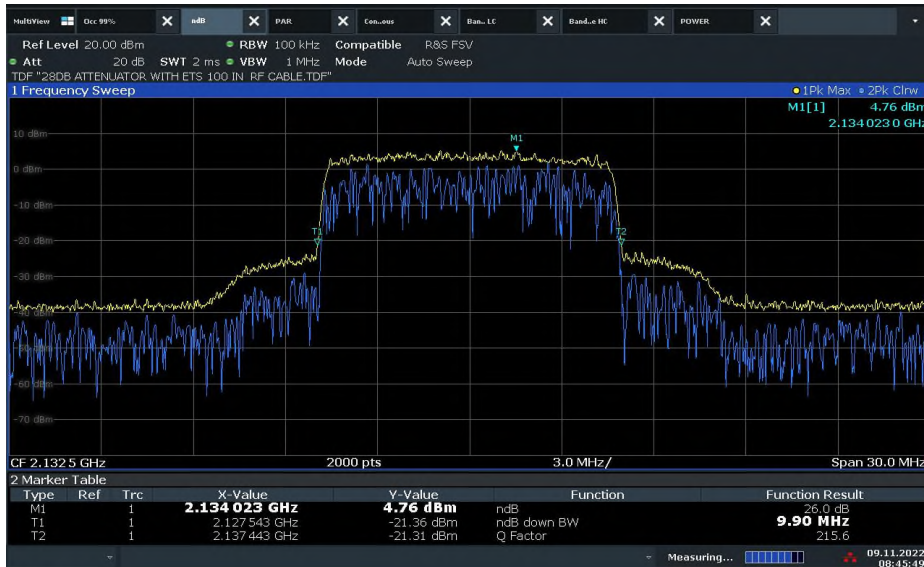 MultiView Occ 99% X ndB X PAR X Con..ous X Ban.. LC X Band..e HC X POWER X
Ref Level 20.00 dBm RBW 100 kHz Compatible R&S FSV
Att 20 dB SWT 2 ms VBW 1 MHz Mode Auto Sweep
TDF "28DB ATTENUATOR WITH ETS 100 IN RF CABLE.TDF"
1 Frequency Sweep 1Pk Max 2Pk Clrw
M1[1] 4.76 dBm
2.134 023 0 GHz
10 dBm
M1
0 dBm
-10 dBm
-20 dBm
T1 T2
-30 dBm
-40 dBm
-60 dBm
-70 dBm
CF 2.132 5 GHz 2000 pts 3.0 MHz/ Span 30.0 MHz
2 Marker Table
Type Ref Trc X-Value Y-Value Function Function Result
M1 1 2.134 023 GHz 4.76 dBm ndB 26.0 dB
T1 1 2.127 543 GHz -21.36 dBm ndB down BW 9.90 MHz
T2 1 2.137 443 GHz -21.31 dBm Q Factor 215.6
Measuring... 09.11.2022
08:45:49